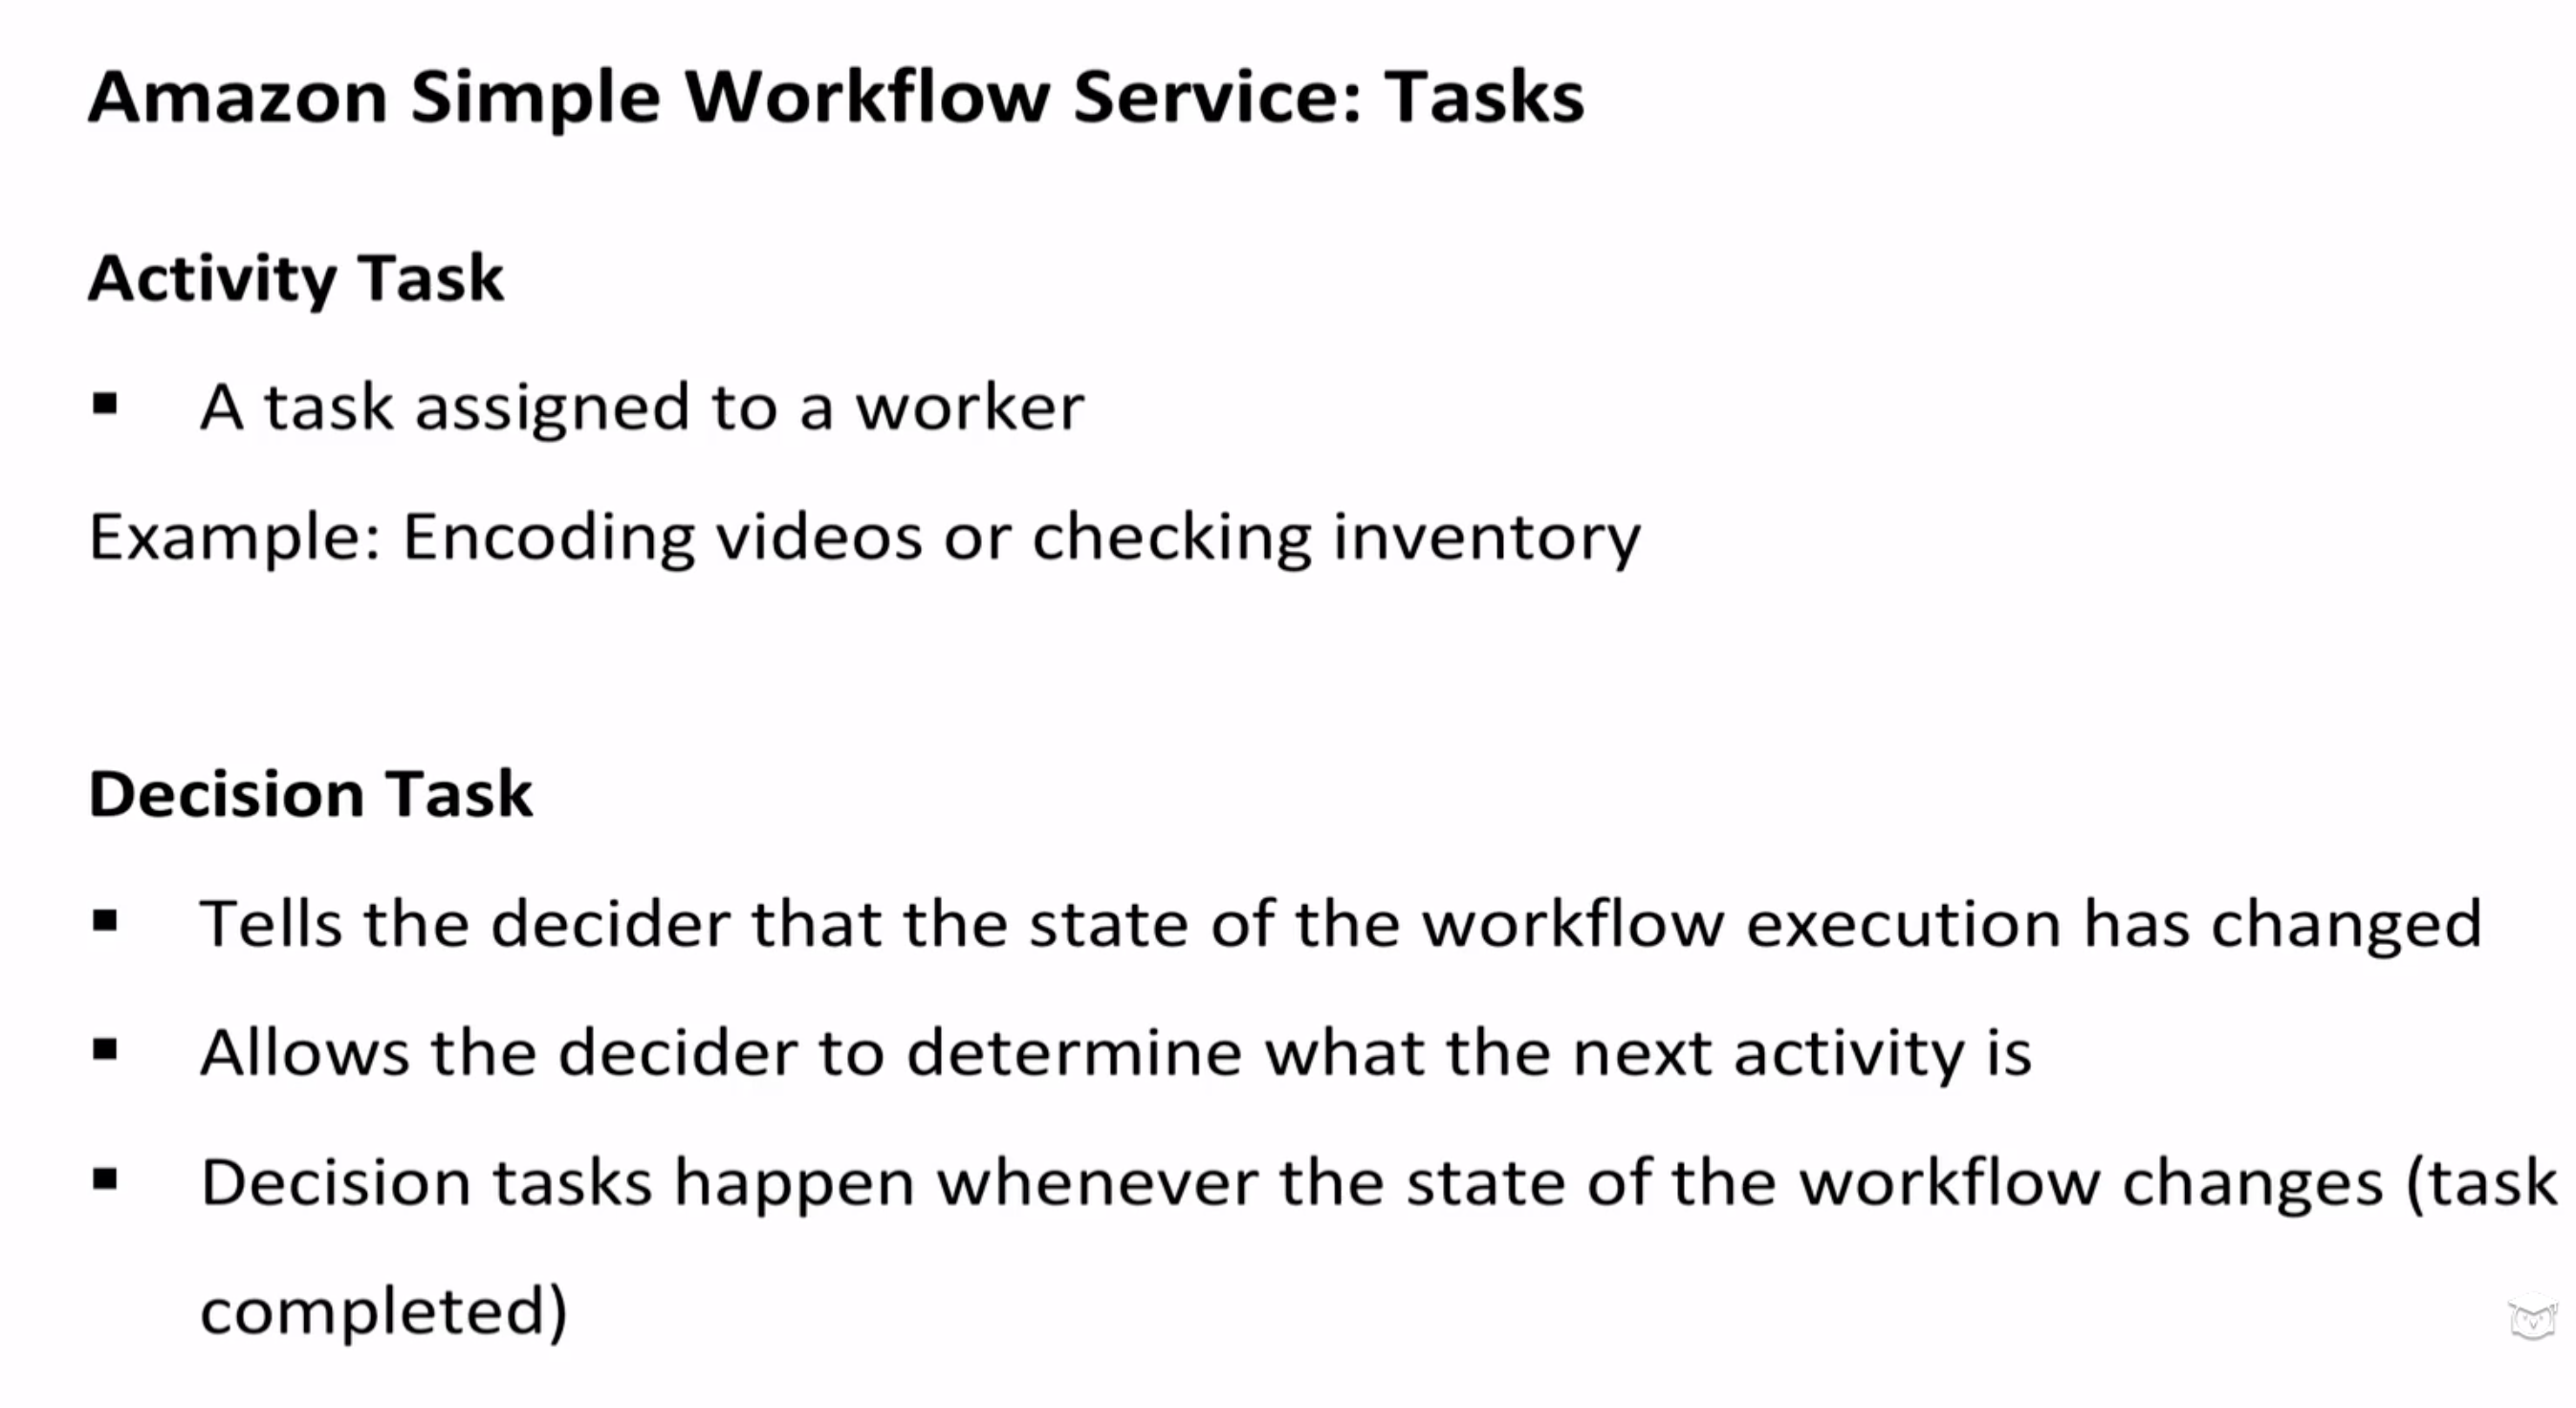 Amazon Simple Workflow Service: Tasks
Activity Task
▪ A task assigned to a worker
Example: Encoding videos or checking inventory
Decision Task
▪ Tells the decider that the state of the workflow execution has changed
▪ Allows the decider to determine what the next activity is
▪ Decision tasks happen whenever the state of the workflow changes (task
completed)